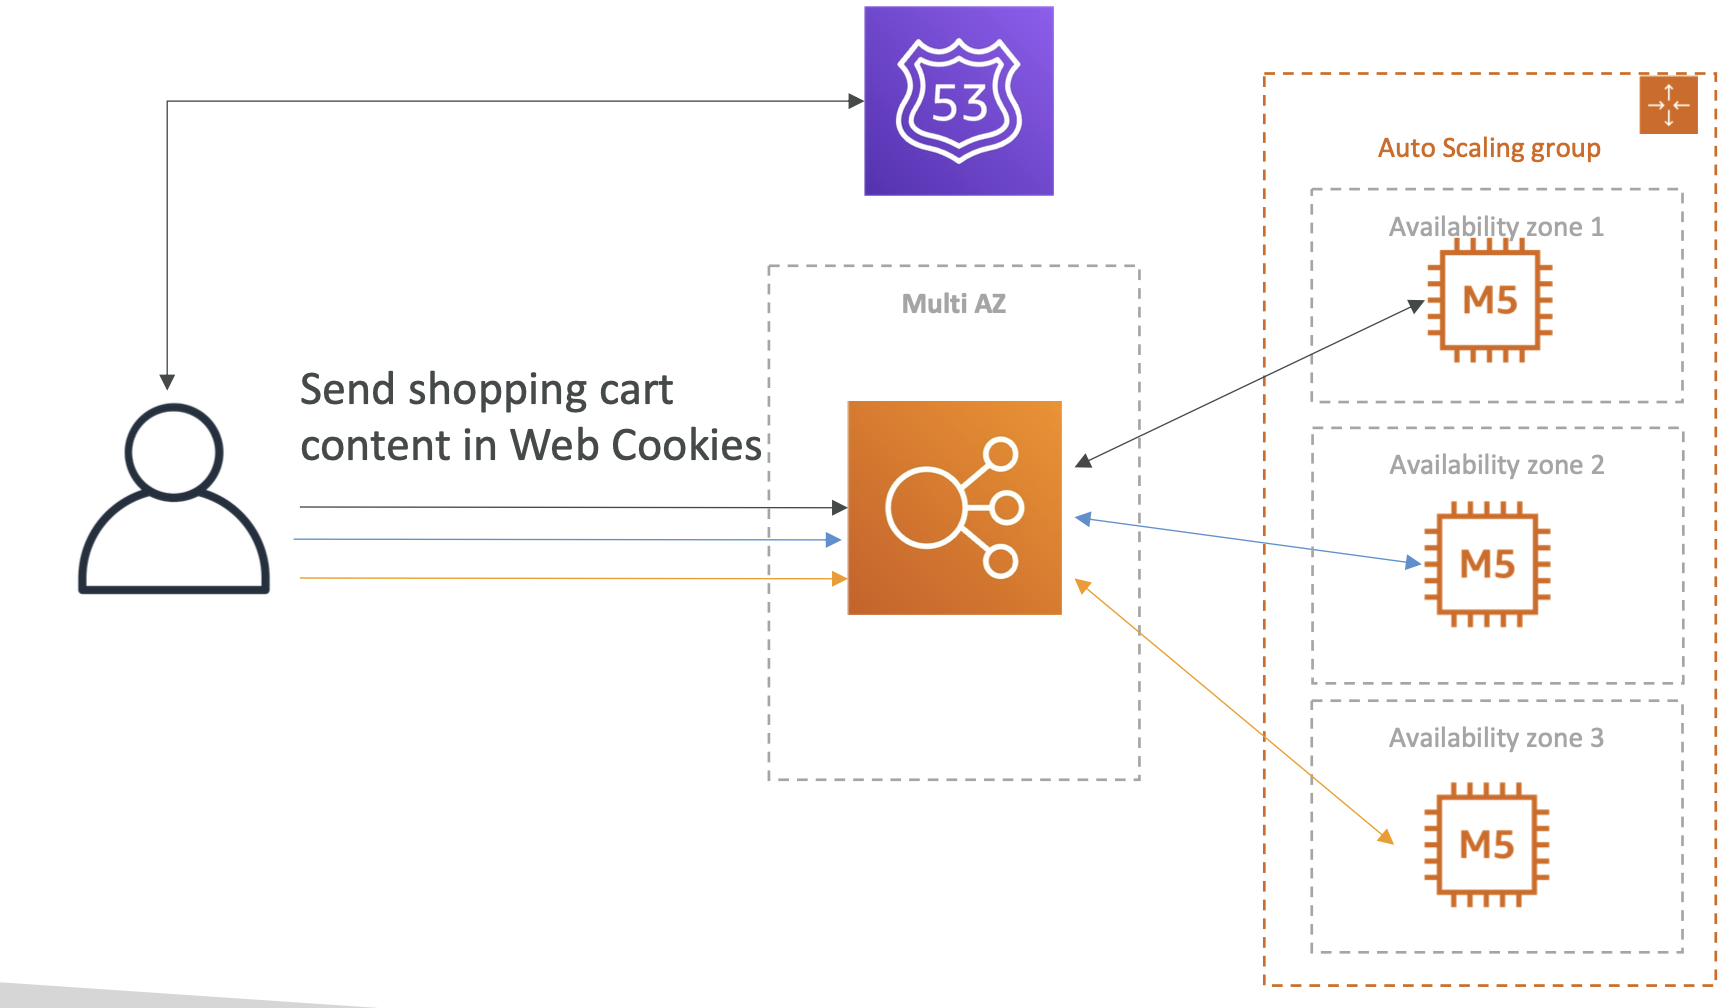 53
Auto Scaling group
Availability zone 1
M5
Multi AZ
Send shopping cart
content in Web Cookies
Availability zone 2
M5
Availability zone 3
M5